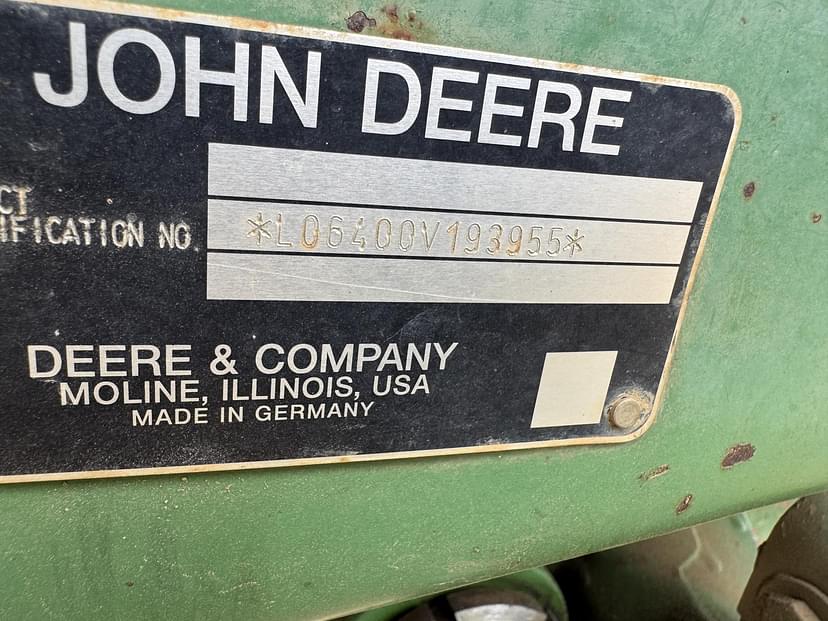 JOHN DEERE
CT
IFICATION NO.
*L06400V193955*
DEERE & COMPANY
MOLINE, ILLINOIS, USA
MADE IN GERMANY